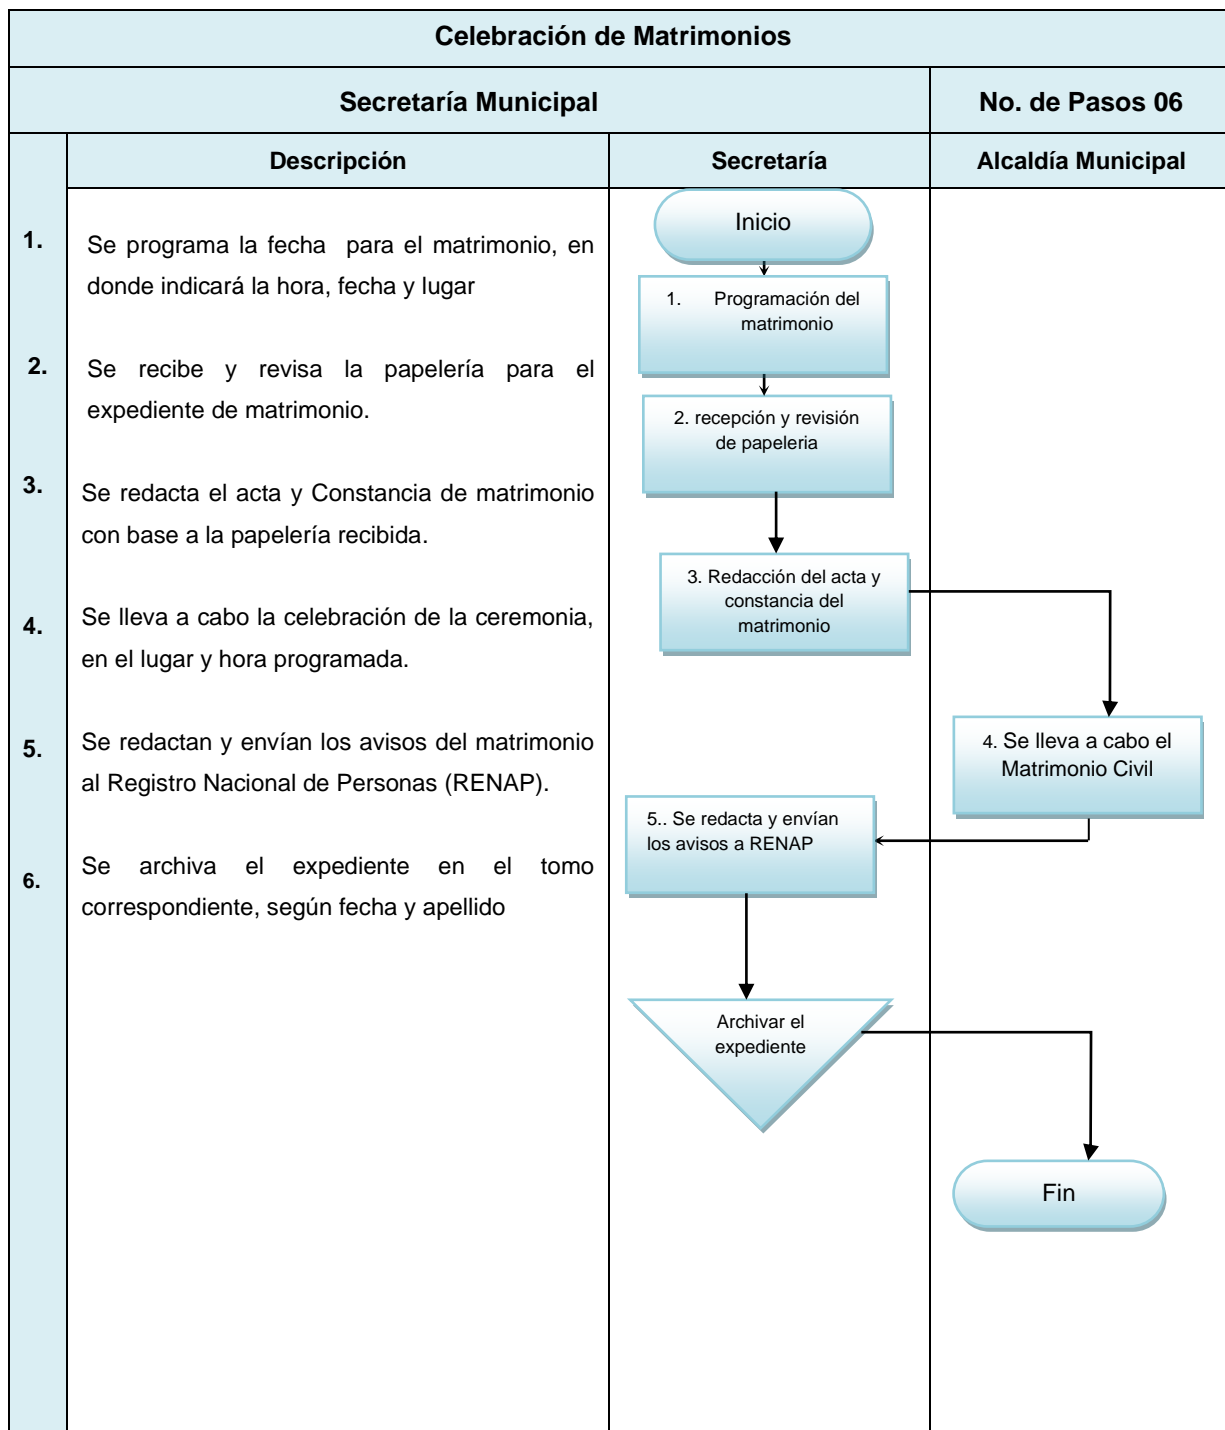 Celebración de Matrimonios
Secretaría Municipal
No. de Pasos 06
Descripción
Secretaría
Alcaldía Municipal
1.
Se programa la fecha para el matrimonio, en
donde indicará la hora, fecha y lugar
2.
Se recibe y revisa la papelería para el
expediente de matrimonio.
3.
Se redacta el acta y Constancia de matrimonio
con base a la papelería recibida.
4.
Se lleva a cabo la celebración de la ceremonia,
en el lugar y hora programada.
5.
Se redactan y envían los avisos del matrimonio
al Registro Nacional de Personas (RENAP).
6.
Se archiva el expediente en el tomo
correspondiente, según fecha y apellido
Inicio
1. Programación del
matrimonio
2. recepción y revisión
de papeleria
3. Redacción del acta y
constancia del
matrimonio
4. Se lleva a cabo el
Matrimonio Civil
5.. Se redacta y envían
los avisos a RENAP
Archivar el
expediente
Fin